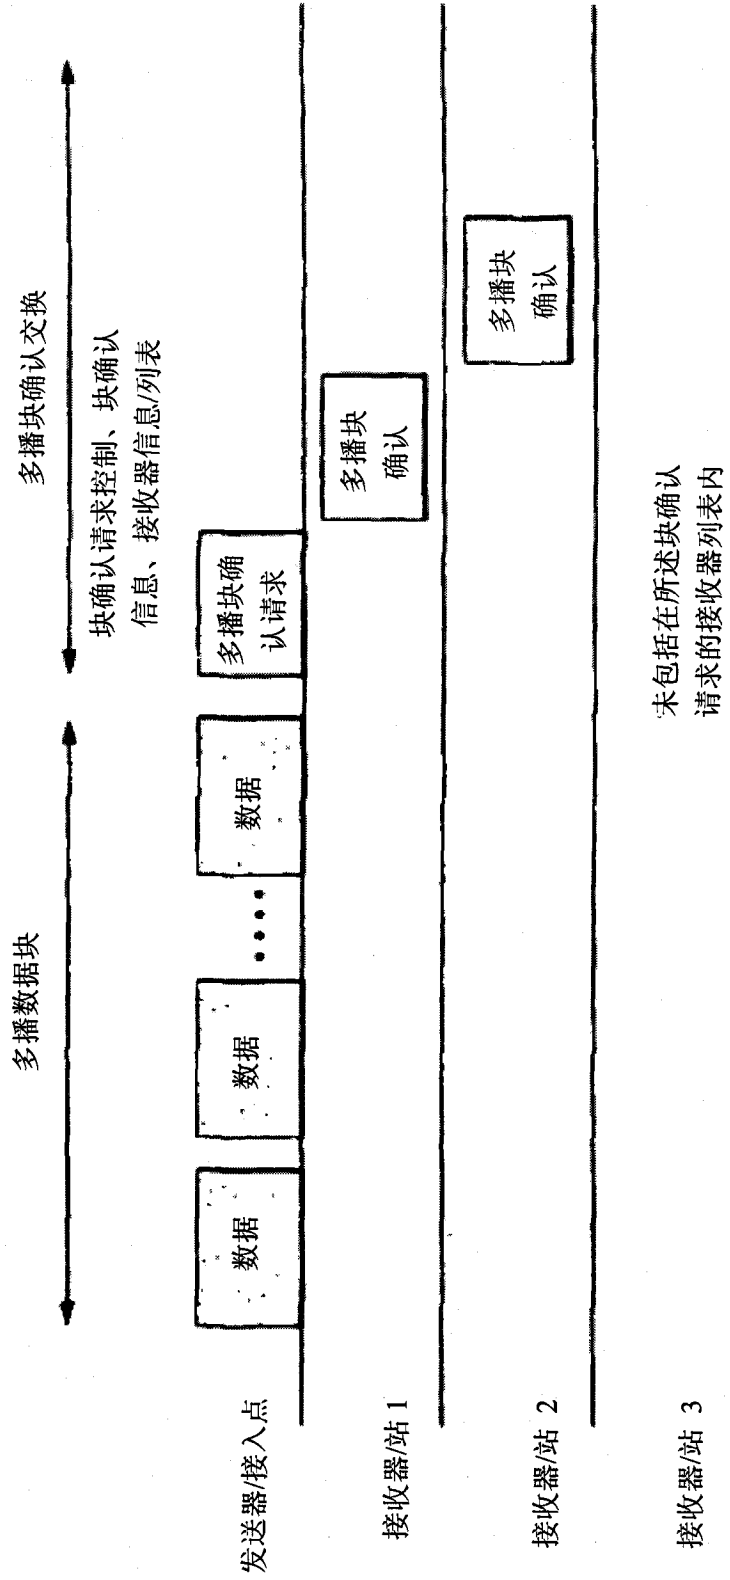 多播数据块
多播块确认交换
块确认请求控制、块确认
信息、接收器信息/列表
发送器/接入点
数据
数据
数据
多播块确
认请求
接收器/站 1
多播块
确认
接收器/站 2
多播块
确认
接收器/站 3
未包括在所述块确认
请求的接收器列表内